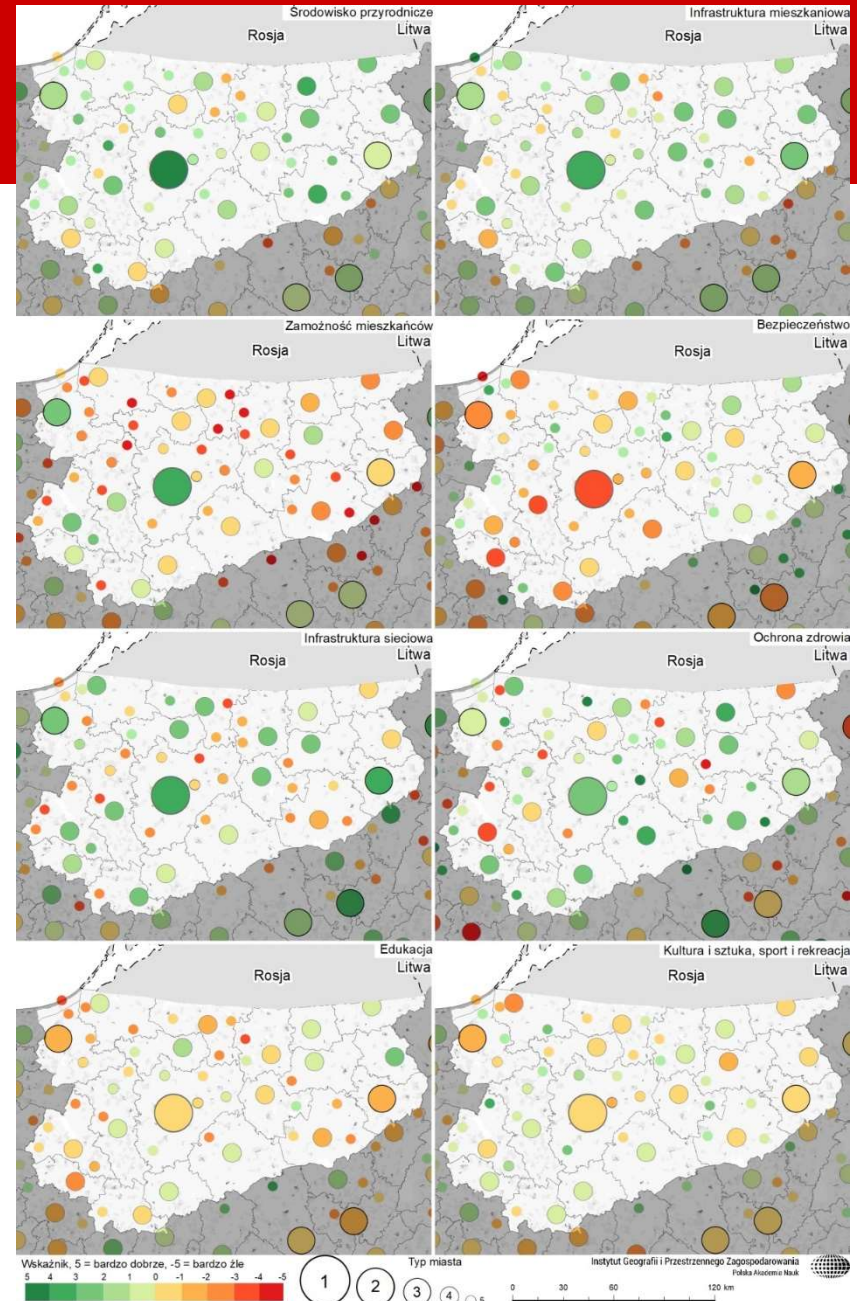 Środowisko przyrodnicze
Infrastruktura mieszkaniowa
Rosja
Litwa
Rosja
Litwa
Zamożność mieszkańców
Bezpieczeństwo
Rosja
Litwa
Rosja
Litwa
Infrastruktura sieciowa
Ochrona zdrowia
Rosja
Litwa
Rosja
Litwa
Edukacja
Kultura i sztuka, sport i rekreacja
Rosja
Litwa
Rosja
Litwa
Wskaźnik, 5 = bardzo dobrze, -5 = bardzo źle
5 4 3 2 1 0 -1 -2 -3 -4 -5
Typ miasta
1 2 3 4 5
Instytut Geografii i Przestrzennego Zagospodarowania
Polska Akademia Nauk
0 30 60 120 km